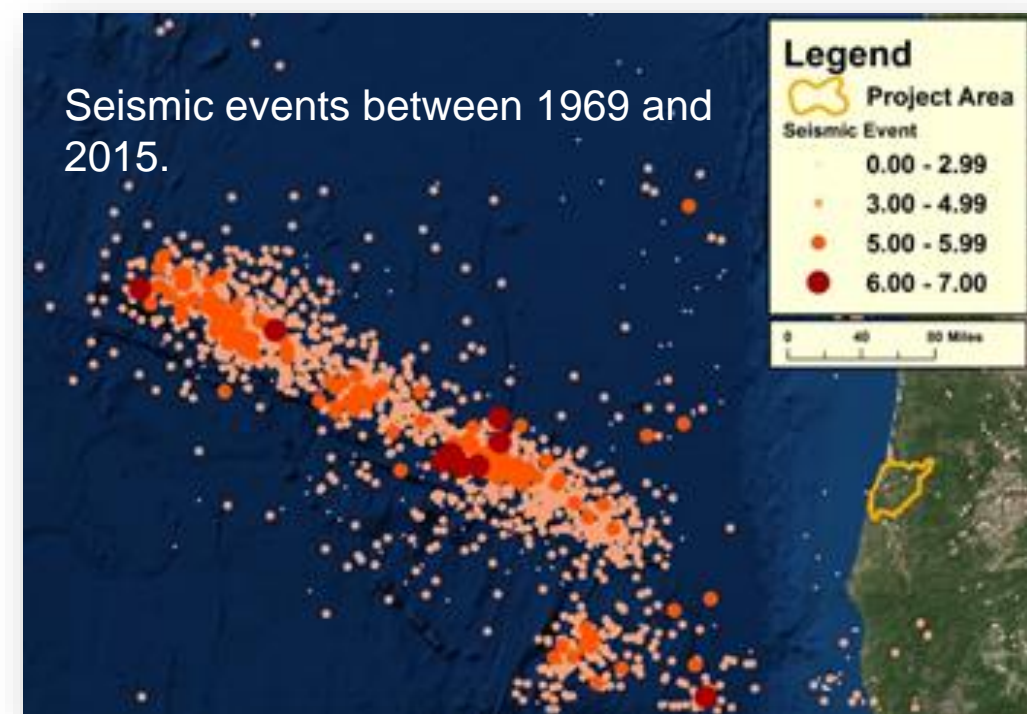 Seismic events between 1969 and
2015.
Legend
Project Area
Seismic Event
0.00 - 2.99
3.00 - 4.99
5.00 - 5.99
6.00 - 7.00
0 40 80 Miles